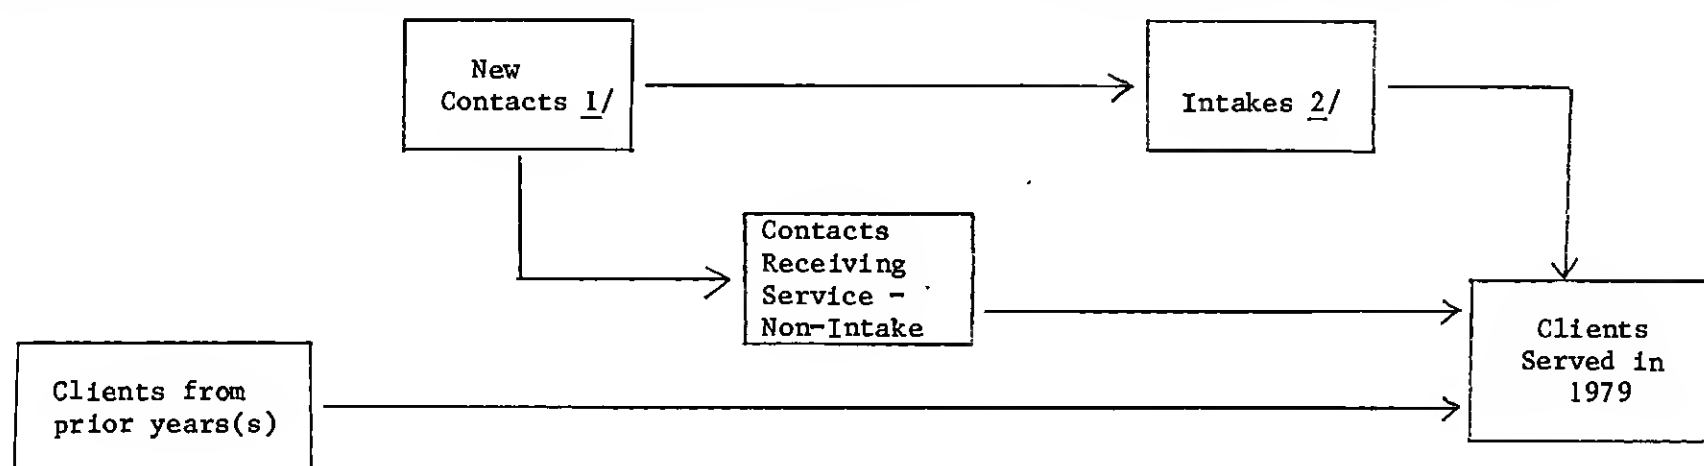 New
Contacts 1/
Intakes 2/
Contacts
Receiving
Service -
Non-Intake
Clients from
prior years(s)
Clients
Served in
1979